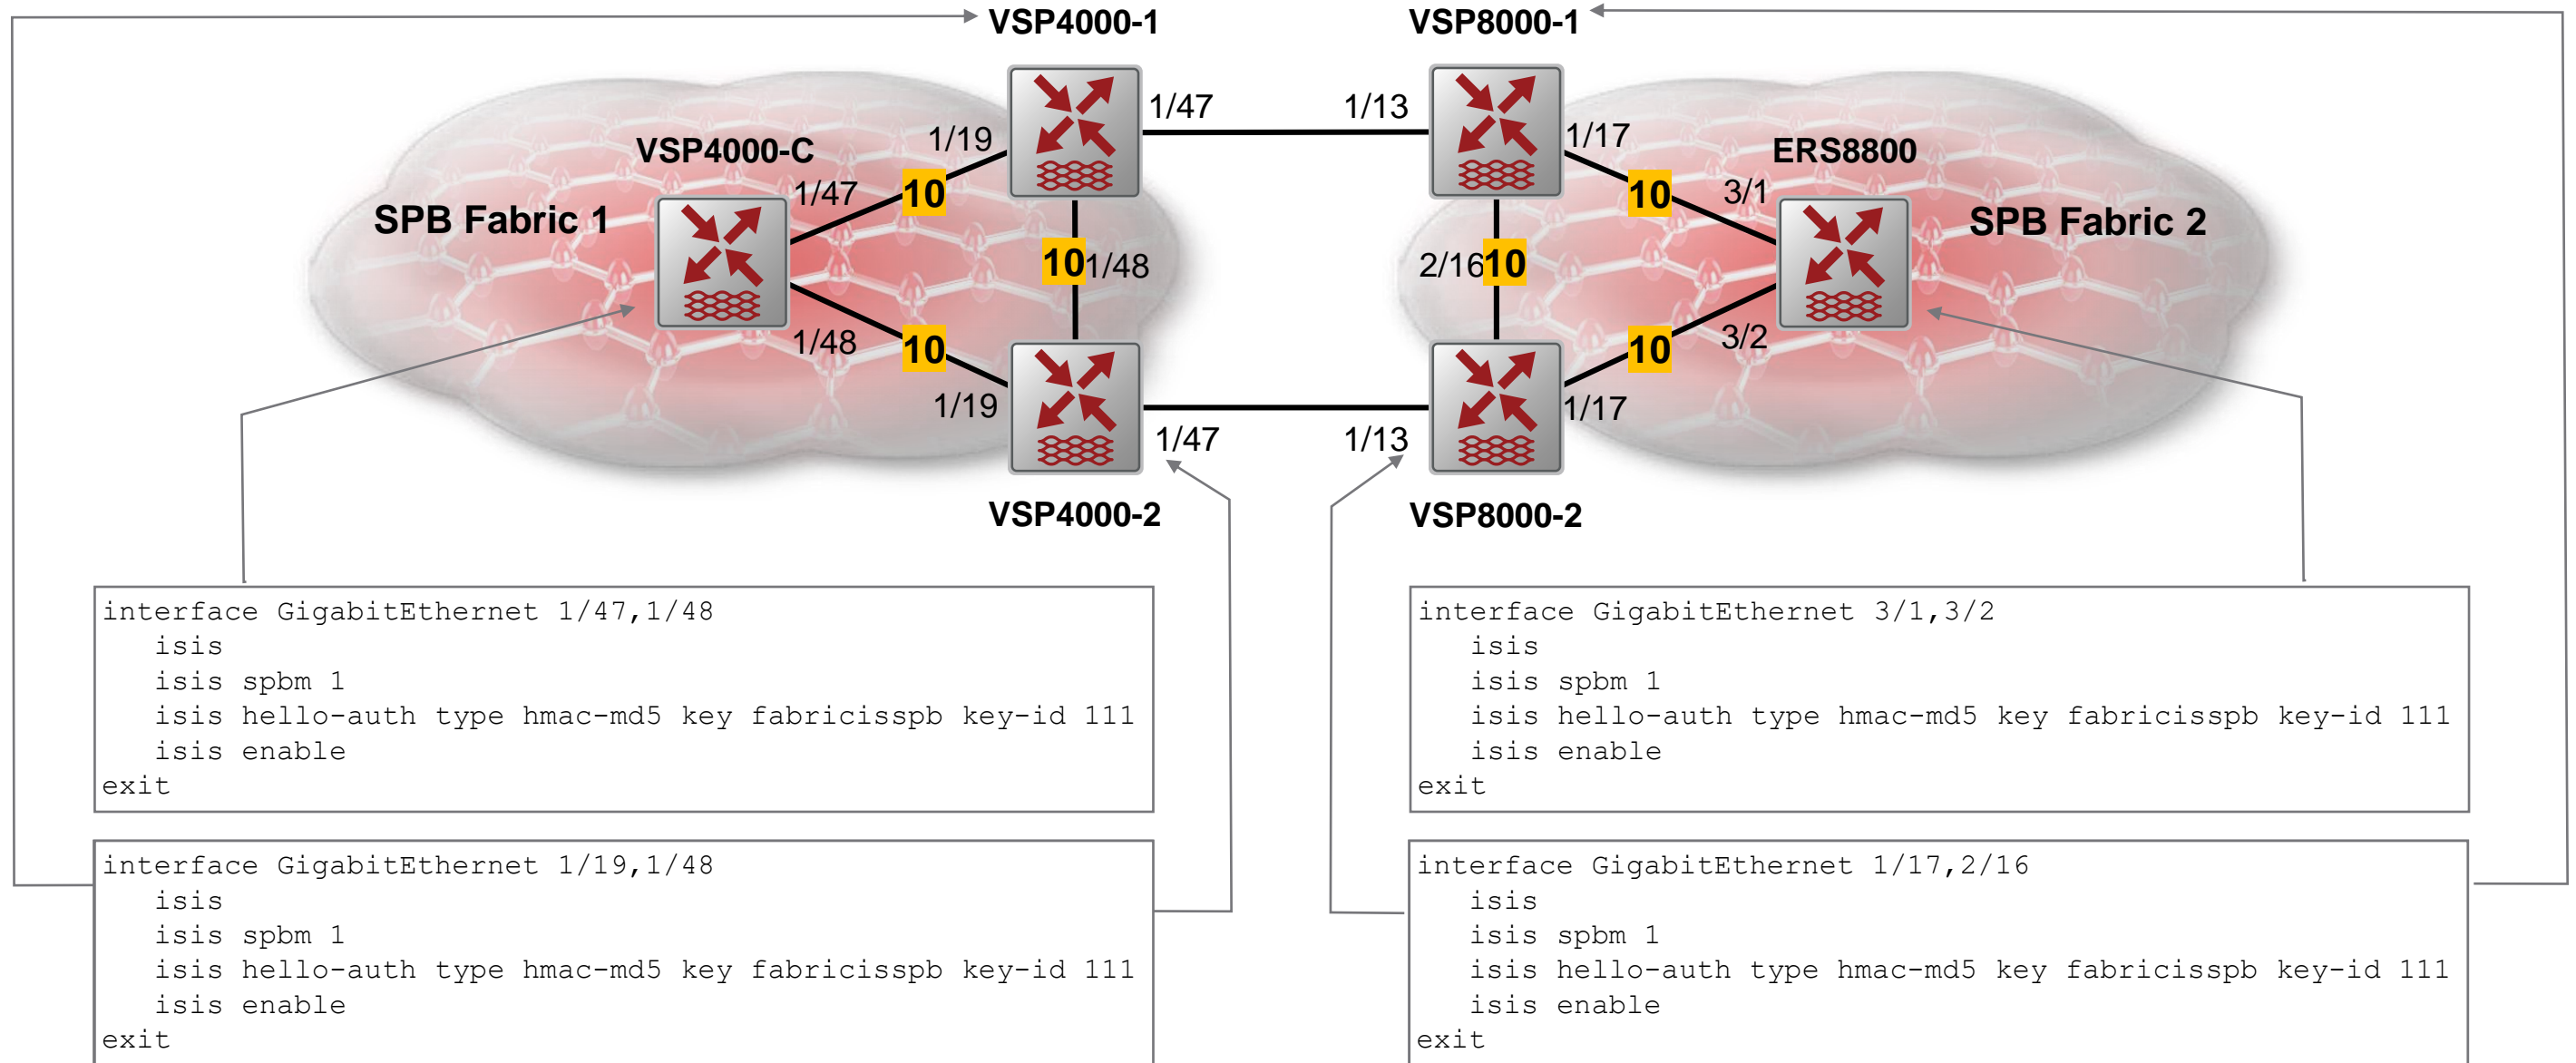 VSP4000-1
VSP8000-1
1/47
1/13
1/19
1/17
VSP4000-C
ERS8800
1/47
10
10
3/1
SPB Fabric 1
SPB Fabric 2
10
1/48
2/16
10
1/48
10
10
3/2
1/19
1/17
1/47
1/13
VSP4000-2
VSP8000-2
interface GigabitEthernet 1/47,1/48
isis
isis spbm 1
isis hello-auth type hmac-md5 key fabricisspb key-id 111
isis enable
exit
interface GigabitEthernet 3/1,3/2
isis
isis spbm 1
isis hello-auth type hmac-md5 key fabricisspb key-id 111
isis enable
exit
interface GigabitEthernet 1/19,1/48
isis
isis spbm 1
isis hello-auth type hmac-md5 key fabricisspb key-id 111
isis enable
exit
interface GigabitEthernet 1/17,2/16
isis
isis spbm 1
isis hello-auth type hmac-md5 key fabricisspb key-id 111
isis enable
exit